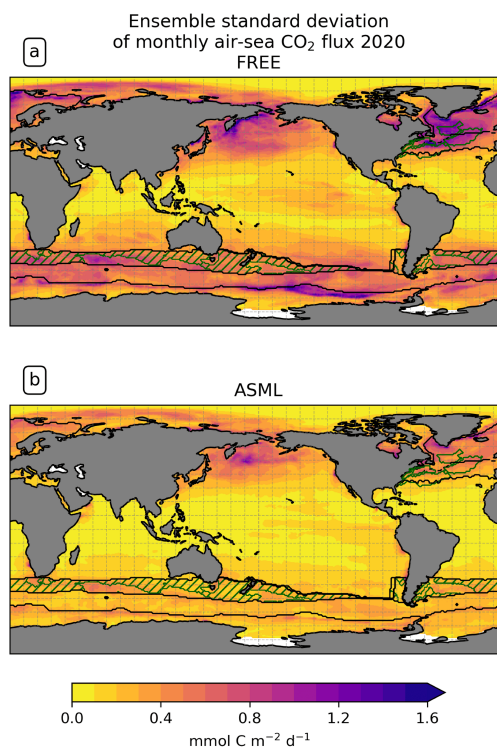 Ensemble standard deviation
of monthly air-sea CO₂ flux 2020
a
FREE
b
ASML
0.0 0.4 0.8 1.2 1.6
mmol C m⁻² d⁻¹